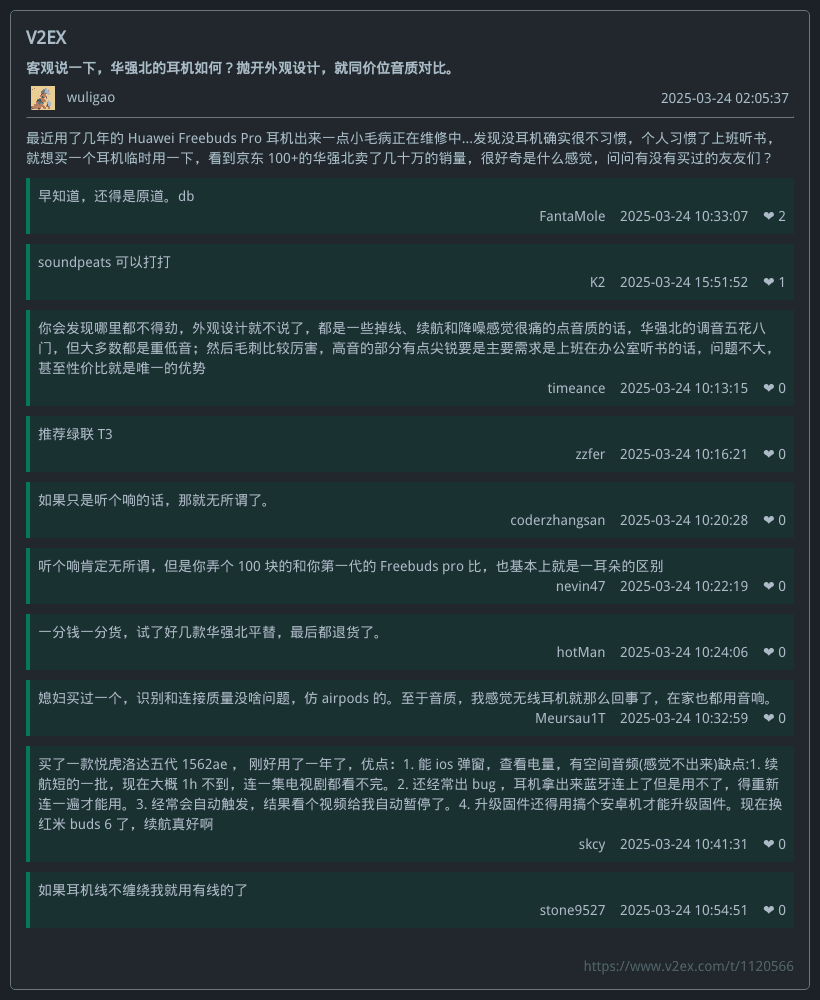 V2EX
客观说一下，华强北的耳机如何？抛开外观设计，就同价位音质对比。
wuligao 2025-03-24 02:05:37
最近用了几年的 Huawei Freebuds Pro 耳机出来一点小毛病正在维修中...发现没耳机确实很不习惯，个人习惯了上班听书，
就想买一个耳机临时用一下，看到京东 100+的华强北卖了几十万的销量，很好奇是什么感觉，问问有没有买过的友友们？
早知道，还得是原道。db
FantaMole 2025-03-24 10:33:07 ❤ 2
soundpeats 可以打打
K2 2025-03-24 15:51:52 ❤ 1
你会发现哪里都不得劲，外观设计就不说了，都是一些掉线、续航和降噪感觉很痛的点音质的话，华强北的调音五花八
门，但大多数都是重低音；然后毛刺比较厉害，高音的部分有点尖锐要是主要需求是上班在办公室听书的话，问题不大，
甚至性价比就是唯一的优势
timeance 2025-03-24 10:13:15 ❤ 0
推荐绿联 T3
zzfer 2025-03-24 10:16:21 ❤ 0
如果只是听个响的话，那就无所谓了。
coderzhangsan 2025-03-24 10:20:28 ❤ 0
听个响肯定无所谓，但是你弄个 100 块的和你第一代的 Freebuds pro 比，也基本上就是一耳朵的区别
nevin47 2025-03-24 10:22:19 ❤ 0
一分钱一分货，试了好几款华强北平替，最后都退货了。
hotMan 2025-03-24 10:24:06 ❤ 0
媳妇买过一个，识别和连接质量没啥问题，仿 airpods 的。至于音质，我感觉无线耳机就那么回事了，在家也都用音响。
Meursau1T 2025-03-24 10:32:59 ❤ 0
买了一款悦虎洛达五代 1562ae ， 刚好用了一年了，优点：1. 能 ios 弹窗，查看电量，有空间音频(感觉不出来)缺点:1. 续
航短的一批，现在大概 1h 不到，连一集电视剧都看不完。2. 还经常出 bug ，耳机拿出来蓝牙连上了但是用不了，得重新
连一遍才能用。3. 经常会自动触发，结果看个视频给我自动暂停了。4. 升级固件还得用搞个安卓机才能升级固件。现在换
红米 buds 6 了，续航真好啊
skcy 2025-03-24 10:41:31 ❤ 0
如果耳机线不缠绕我就用有线的了
stone9527 2025-03-24 10:54:51 ❤ 0
https://www.v2ex.com/t/1120566